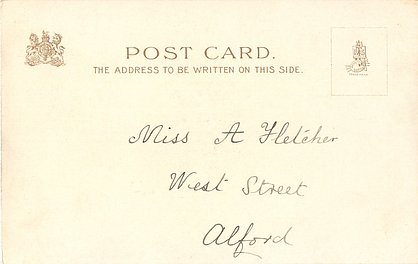 POST CARD.
THE ADDRESS TO BE WRITTEN ON THIS SIDE.
Miss A Fletcher
West Street
Alford